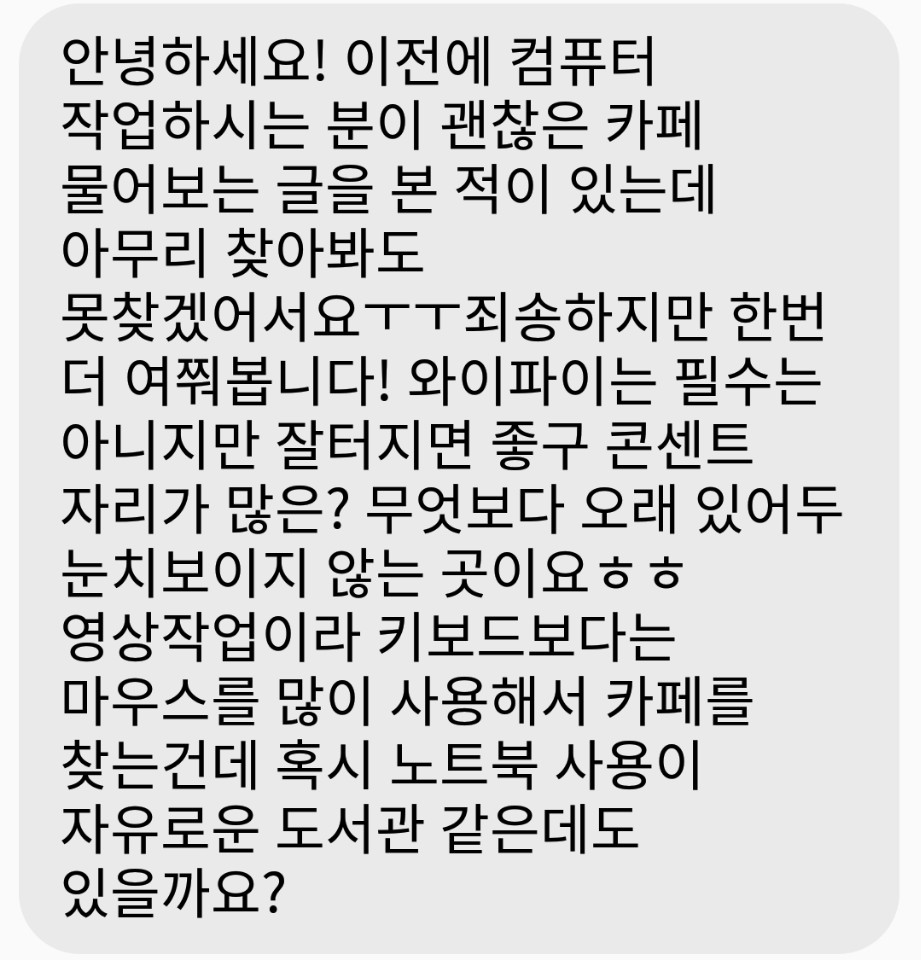 안녕하세요! 이전에 컴퓨터
작업하시는 분이 괜찮은 카페
물어보는 글을 본 적이 있는데
아무리 찾아봐도
못찾겠어서요ㅜㅜ죄송하지만 한번
더 여쭤봅니다! 와이파이는 필수는
아니지만 잘터지면 좋구 콘센트
자리가 많은? 무엇보다 오래 있어두
눈치보이지 않는 곳이요ㅎㅎ
영상작업이라 키보드보다는
마우스를 많이 사용해서 카페를
찾는건데 혹시 노트북 사용이
자유로운 도서관 같은데도
있을까요?